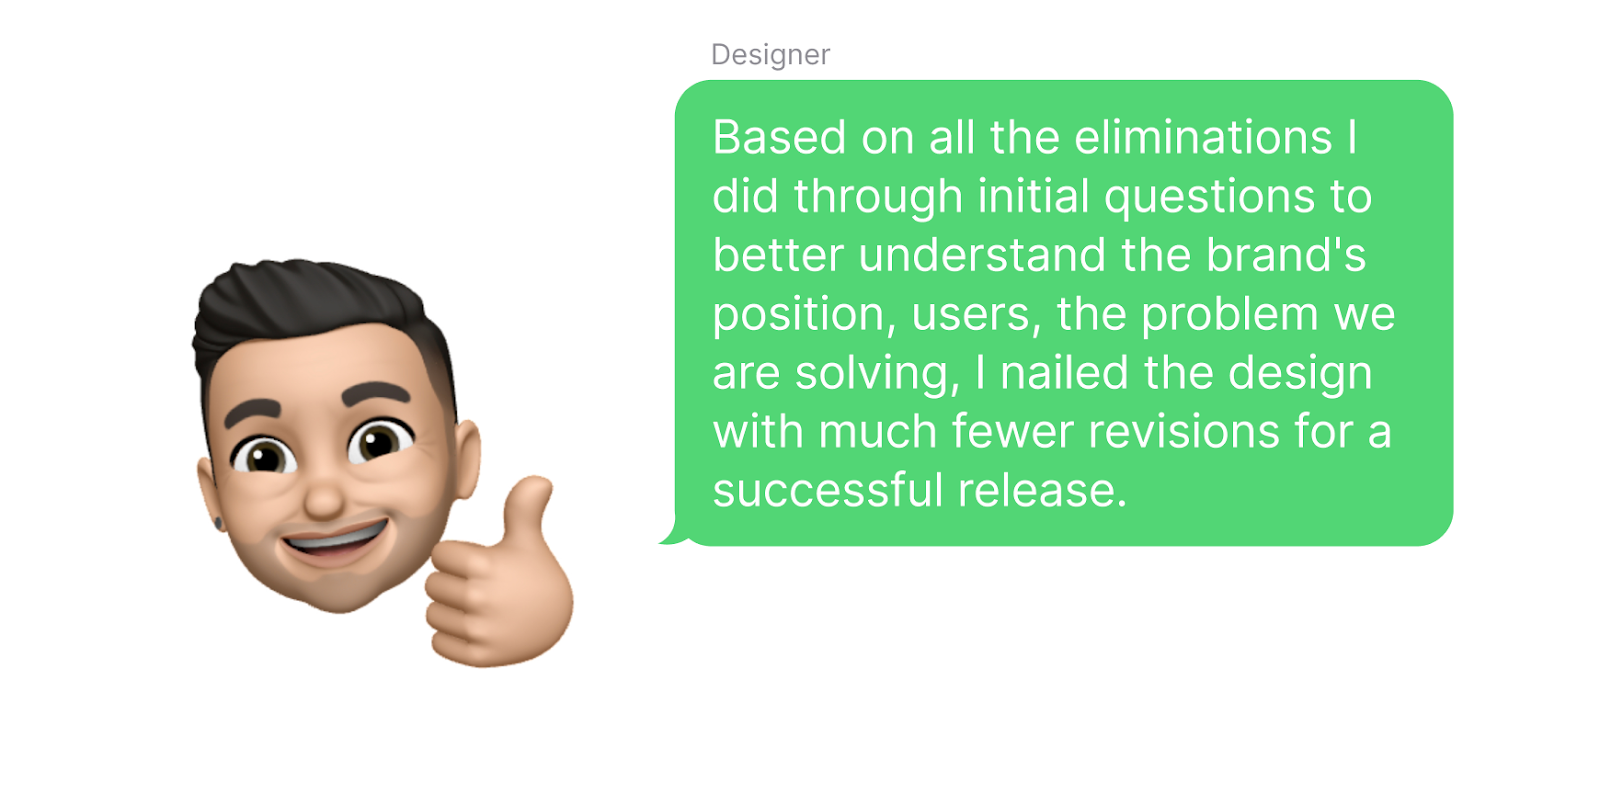 Designer
Based on all the eliminations I
did through initial questions to
better understand the brand's
position, users, the problem we
are solving, I nailed the design
with much fewer revisions for a
successful release.